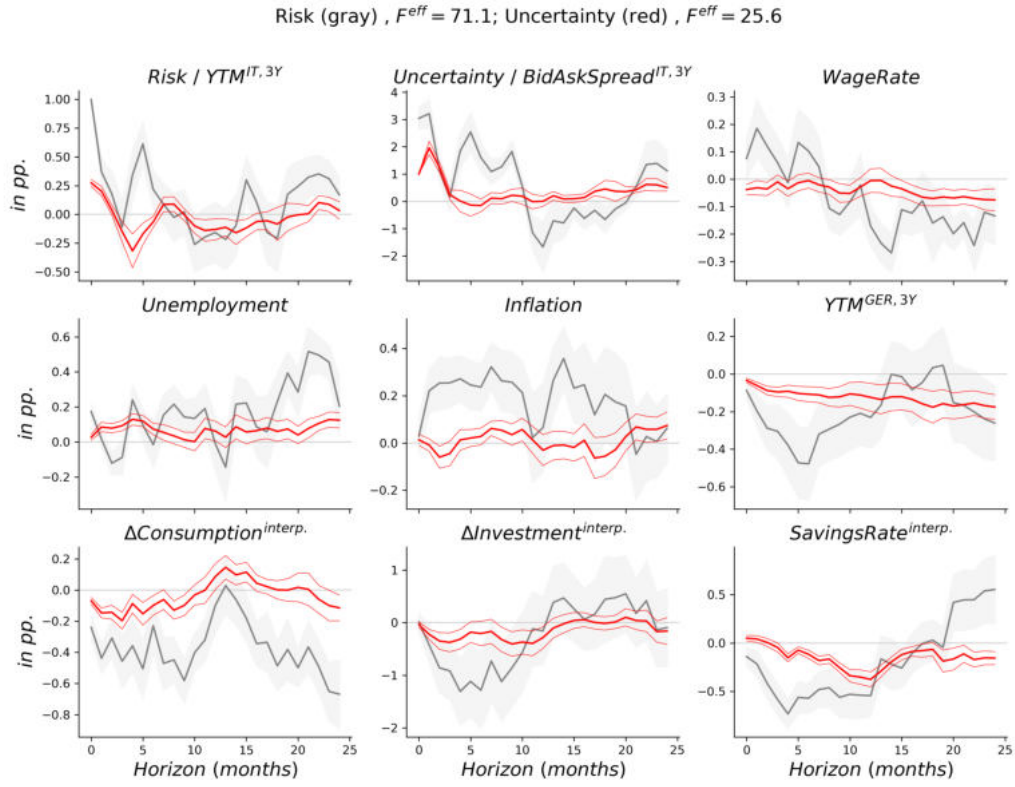 Risk (gray) , F^eff = 71.1; Uncertainty (red) , F^eff = 25.6
Risk / YTM^IT, 3Y
Uncertainty / BidAskSpread^IT, 3Y
WageRate
in pp.
1.00
0.75
0.50
0.25
0.00
−0.25
−0.50
4
3
2
1
0
−1
−2
0.3
0.2
0.1
0.0
−0.1
−0.2
−0.3
Unemployment
Inflation
YTM^GER, 3Y
in pp.
0.6
0.4
0.2
0.0
−0.2
0.4
0.2
0.0
−0.2
0.2
0.0
−0.2
−0.4
−0.6
ΔConsumption^interp.
ΔInvestment^interp.
SavingsRate^interp.
in pp.
0.2
0.0
−0.2
−0.4
−0.6
−0.8
1
0
−1
−2
0.5
0.0
−0.5
0 5 10 15 20 25
0 5 10 15 20 25
0 5 10 15 20 25
Horizon (months)
Horizon (months)
Horizon (months)